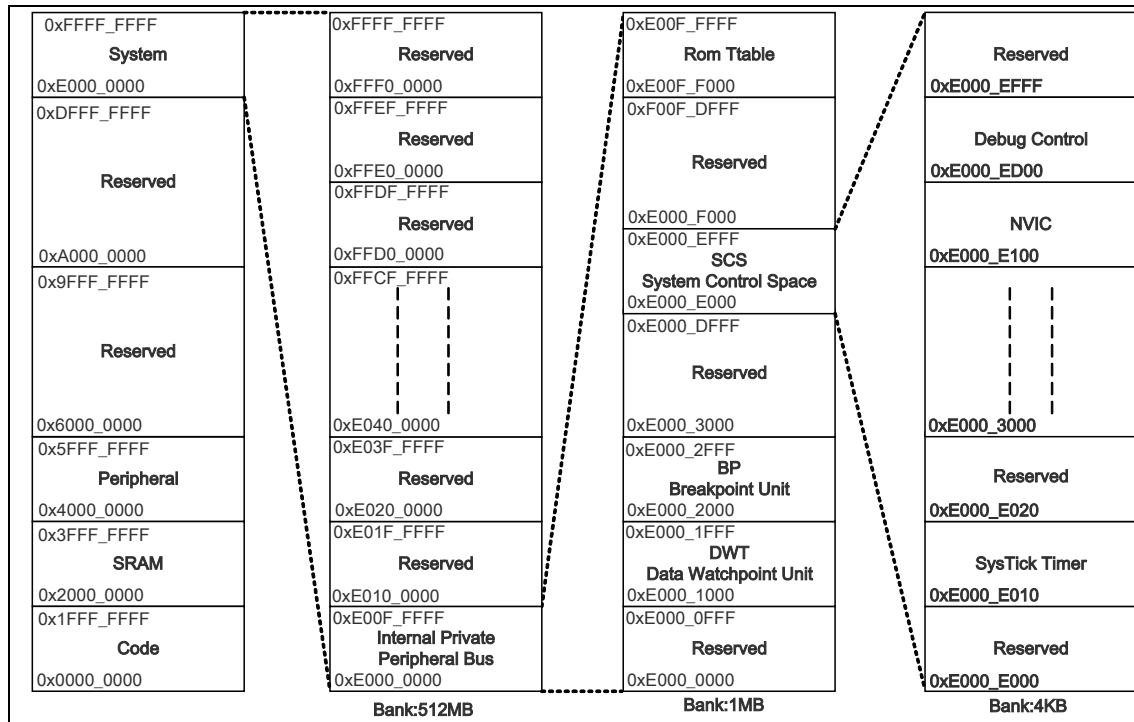 0xFFFF_FFFF
System
0xE000_0000
0xDFFF_FFFF
Reserved
0xA000_0000
0x9FFF_FFFF
Reserved
0x6000_0000
0x5FFF_FFFF
Peripheral
0x4000_0000
0x3FFF_FFFF
SRAM
0x2000_0000
0x1FFF_FFFF
Code
0x0000_0000
0xFFFF_FFFF
Reserved
0xFFF0_0000
0xFFEF_FFFF
Reserved
0xFFE0_0000
0xFFDF_FFFF
Reserved
0xFFD0_0000
0xFFCF_FFFF
0xE040_0000
0xE03F_FFFF
Reserved
0xE020_0000
0xE01F_FFFF
Reserved
0xE010_0000
0xE00F_FFFF
Internal Private
Peripheral Bus
0xE000_0000
Bank:512MB
0xE00F_FFFF
Rom Ttable
0xE00F_F000
0xF00F_DFFF
Reserved
0xE000_F000
0xE000_EFFF
SCS
System Control Space
0xE000_E000
0xE000_DFFF
Reserved
0xE000_3000
0xE000_2FFF
BP
Breakpoint Unit
0xE000_2000
0xE000_1FFF
DWT
Data Watchpoint Unit
0xE000_1000
0xE000_0FFF
Reserved
0xE000_0000
Bank:1MB
Reserved
0xE000_EFFF
Debug Control
0xE000_ED00
NVIC
0xE000_E100
0xE000_3000
Reserved
0xE000_E020
SysTick Timer
0xE000_E010
Reserved
0xE000_E000
Bank:4KB